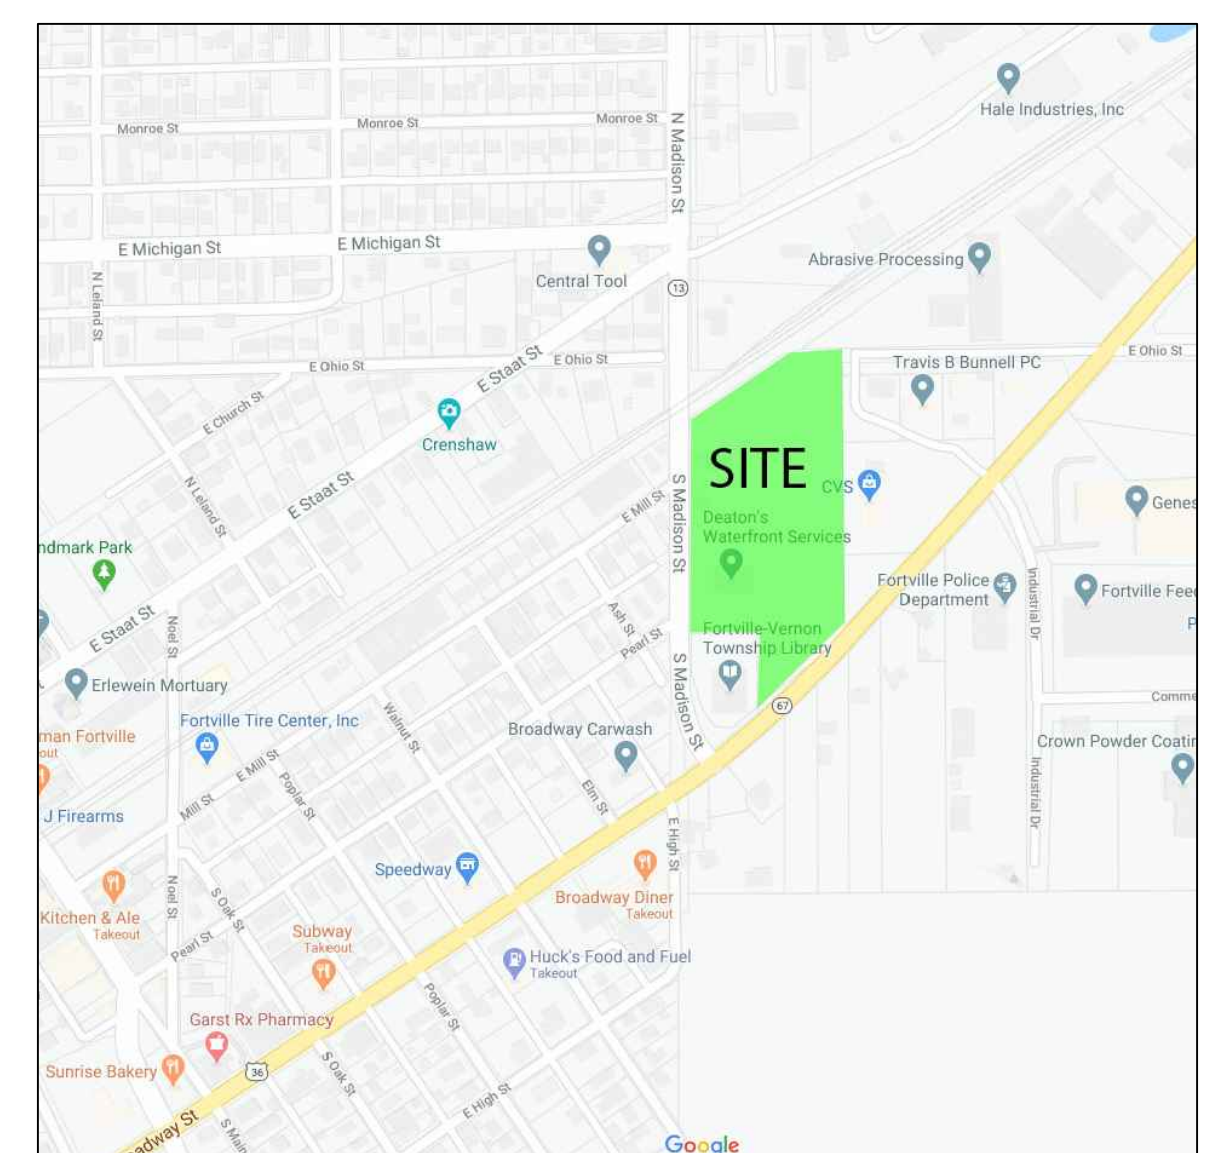 Monroe St
Monroe St
Monroe St
N Madison St
Hale Industries, Inc
E Michigan St
E Michigan St
Central Tool
13
Abrasive Processing
N Leland St
E Ohio St
E Ohio St
E Staat St
E Ohio St
Travis B Bunnell PC
E Church St
Crenshaw
SITE
CVS
N Leland St
E Staat St
E Mill St
S Madison St
Deaton's
Waterfront Services
Genes
ndmark Park
Fortville Police
Department
Industrial Dr
Fortville Feed
P
E Staat St
Noel St
Ash St
Pearl St
Fortville-Vernon
Township Library
S Madison St
Erlewein Mortuary
67
Comme
man Fortville
out
Fortville Tire Center, Inc
Walnut St
Broadway Carwash
Crown Powder Coatin
E Mill St
Mill St
Poplar St
Elm St
Industrial Dr
J Firearms
E High St
Speedway
Noel St
S Oak St
Broadway Diner
Takeout
Kitchen & Ale
Takeout
Pearl St
Subway
Takeout
Huck's Food and Fuel
Takeout
Poplar St
Garst Rx Pharmacy
Sunrise Bakery
36
S Oak St
E High St
adway St
S Main
Google